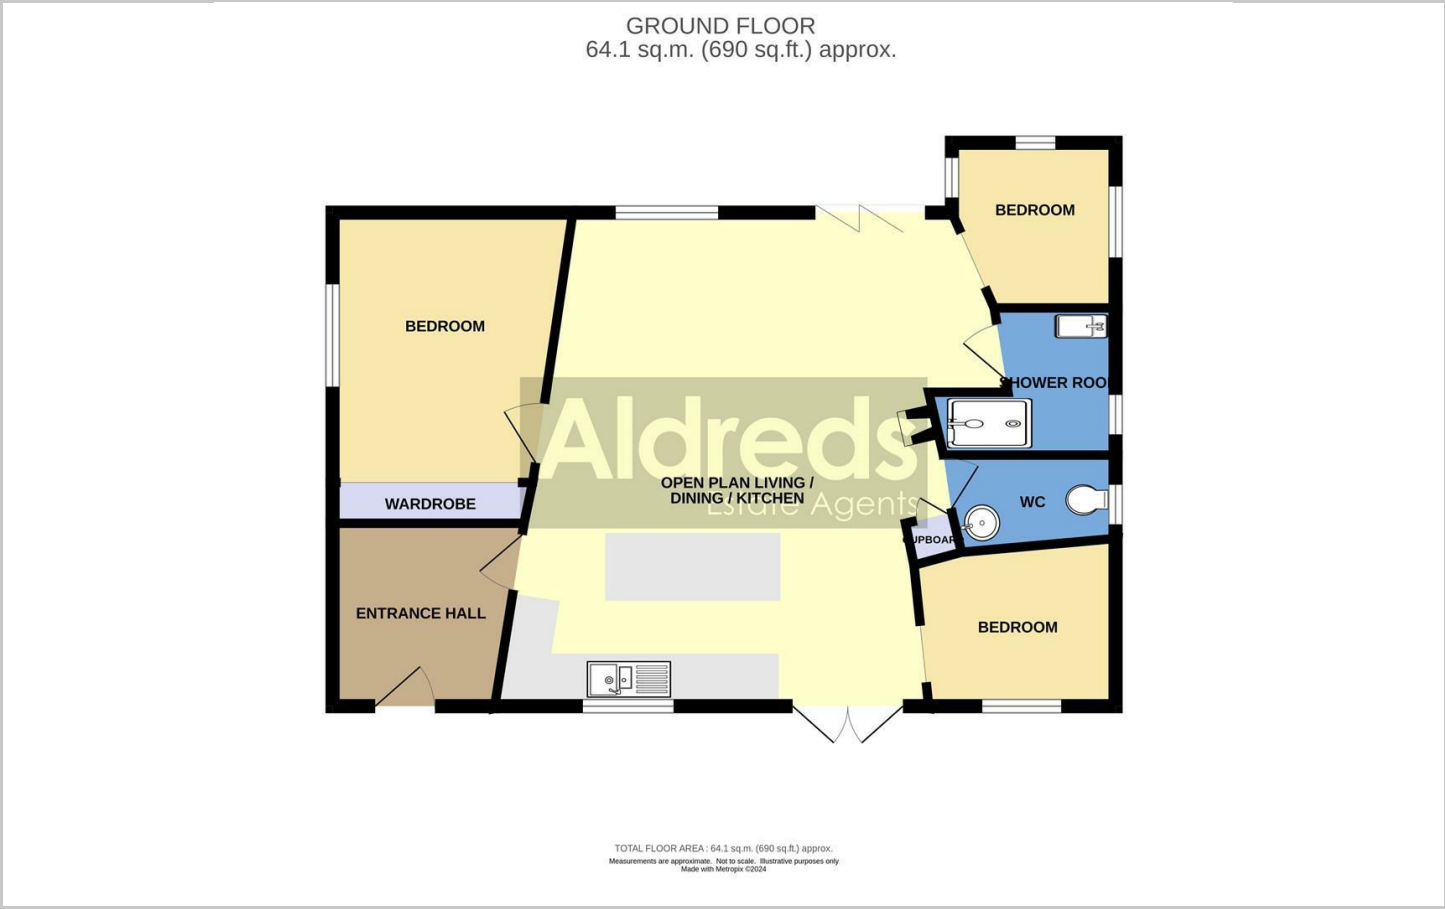 GROUND FLOOR
64.1 sq.m. (690 sq.ft.) approx.
BEDROOM
BEDROOM
SHOWER ROO
Aldreds
Estate Agents
OPEN PLAN LIVING /
DINING / KITCHEN
WARDROBE
WC
CUPBOARD
ENTRANCE HALL
BEDROOM
TOTAL FLOOR AREA : 64.1 sq.m. (690 sq.ft.) approx.
Measurements are approximate. Not to scale. Illustrative purposes only
Made with Metropix ©2024